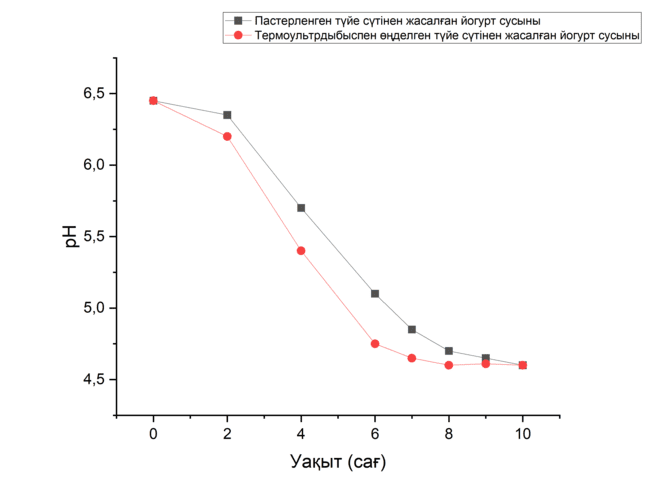 Пастерленген түйе сүтінен жасалған йогурт сусыны
Термоультрдыбыспен өңделген түйе сүтінен жасалған йогурт сусыны
6,5
6,0
5,5
5,0
4,5
pH
0 2 4 6 8 10
Уақыт (сағ)